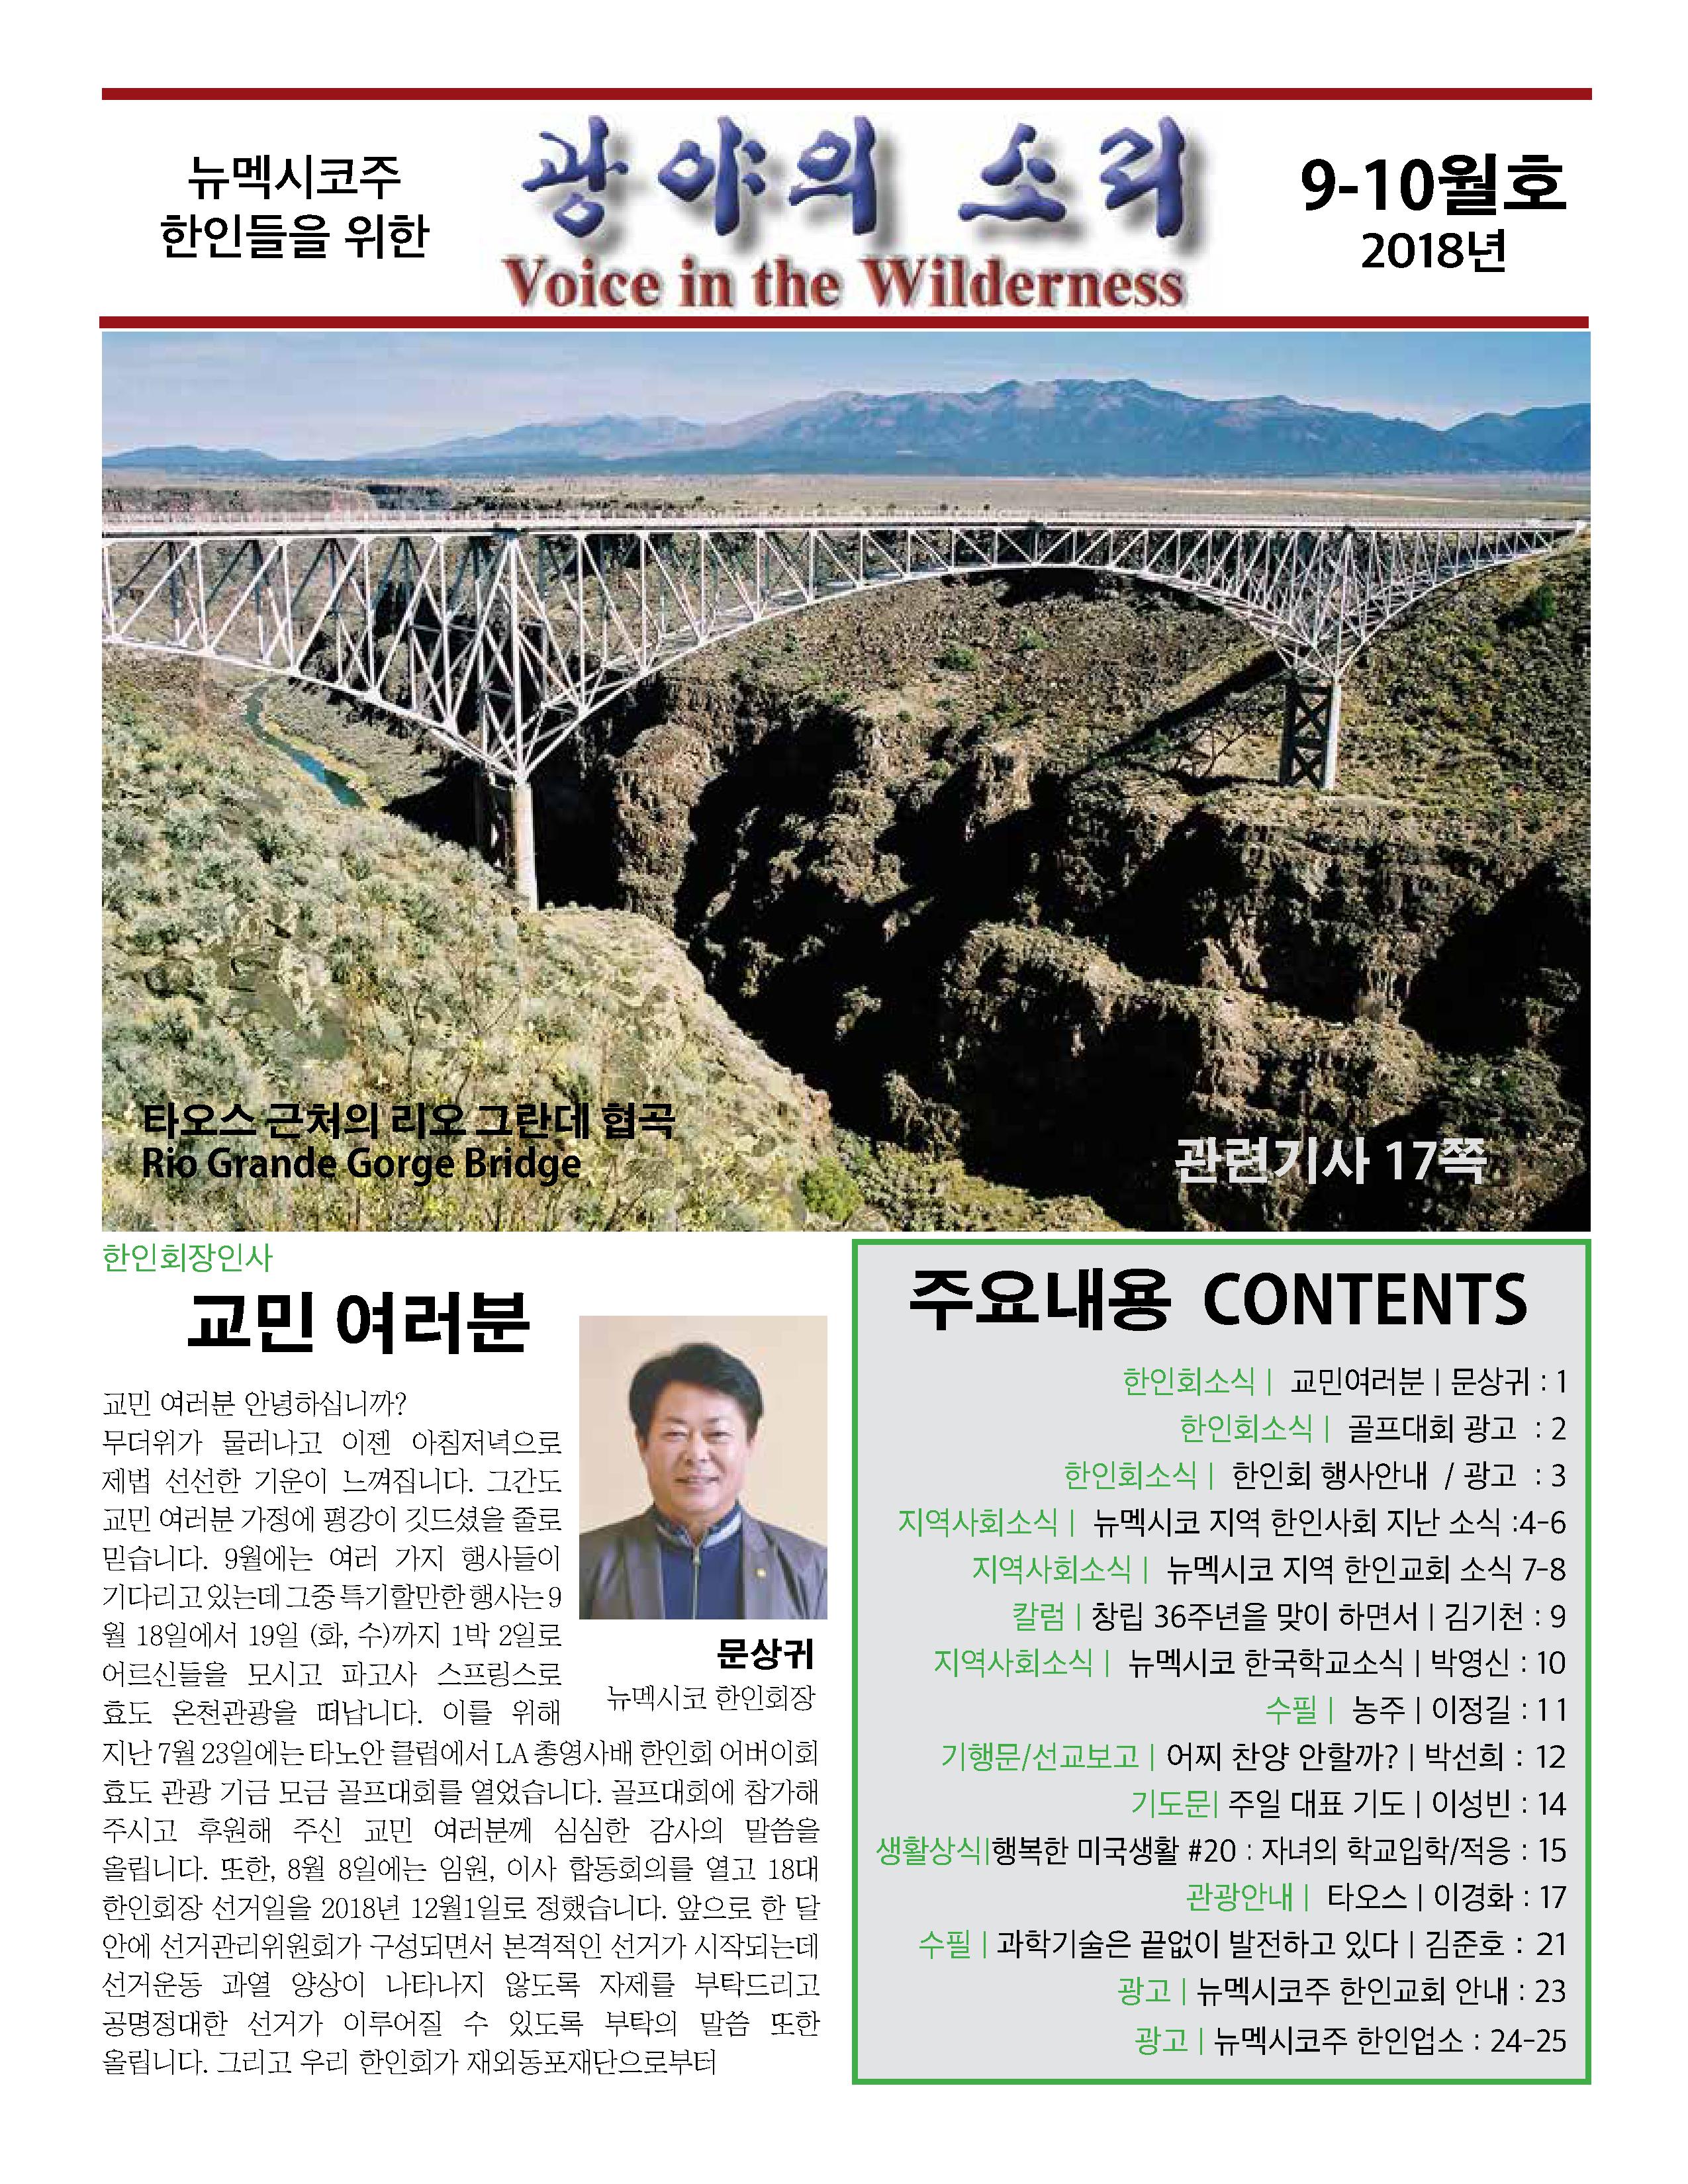 뉴멕시코주
한인들을 위한
광야의 소리
Voice in the Wilderness
9-10월호
2018년
타오스 근처의 리오 그란데 협곡
Rio Grande Gorge Bridge
관련기사 17쪽
한인회장인사
교민 여러분
교민 여러분 안녕하십니까?
무더위가 물러나고 이젠 아침저녁으로
제법 선선한 기운이 느껴집니다. 그간도
교민 여러분 가정에 평강이 깃드셨을 줄로
믿습니다. 9월에는 여러 가지 행사들이
기다리고 있는데 그중 특기할만한 행사는 9
월 18일에서 19일 (화, 수)까지 1박 2일로
어르신들을 모시고 파고사 스프링스로
효도 온천관광을 떠납니다. 이를 위해
지난 7월 23일에는 타노안 클럽에서 LA 총영사배 한인회 어버이회
효도 관광 기금 모금 골프대회를 열었습니다. 골프대회에 참가해
주시고 후원해 주신 교민 여러분께 심심한 감사의 말씀을
올립니다. 또한, 8월 8일에는 임원, 이사 합동회의를 열고 18대
한인회장 선거일을 2018년 12월1일로 정했습니다. 앞으로 한 달
안에 선거관리위원회가 구성되면서 본격적인 선거가 시작되는데
선거운동 과열 양상이 나타나지 않도록 자제를 부탁드리고
공명정대한 선거가 이루어질 수 있도록 부탁의 말씀 또한
올립니다. 그리고 우리 한인회가 재외동포재단으로부터
문상귀
뉴멕시코 한인회장
주요내용 CONTENTS
한인회소식 | 교민여러분 | 문상귀 : 1
한인회소식 | 골프대회 광고 : 2
한인회소식 | 한인회 행사안내 / 광고 : 3
지역사회소식 | 뉴멕시코 지역 한인사회 지난 소식 :4-6
지역사회소식 | 뉴멕시코 지역 한인교회 소식 7-8
칼럼 | 창립 36주년을 맞이 하면서 | 김기천 : 9
지역사회소식 | 뉴멕시코 한국학교소식 | 박영신 : 10
수필 | 농주 | 이정길 : 11
기행문/선교보고 | 어찌 찬양 안할까? | 박선희 : 12
기도문| 주일 대표 기도 | 이성빈 : 14
생활상식|행복한 미국생활 #20 : 자녀의 학교입학/적응 : 15
관광안내 | 타오스 | 이경화 : 17
수필 | 과학기술은 끝없이 발전하고 있다 | 김준호 : 21
광고 | 뉴멕시코주 한인교회 안내 : 23
광고 | 뉴멕시코주 한인업소 : 24-25